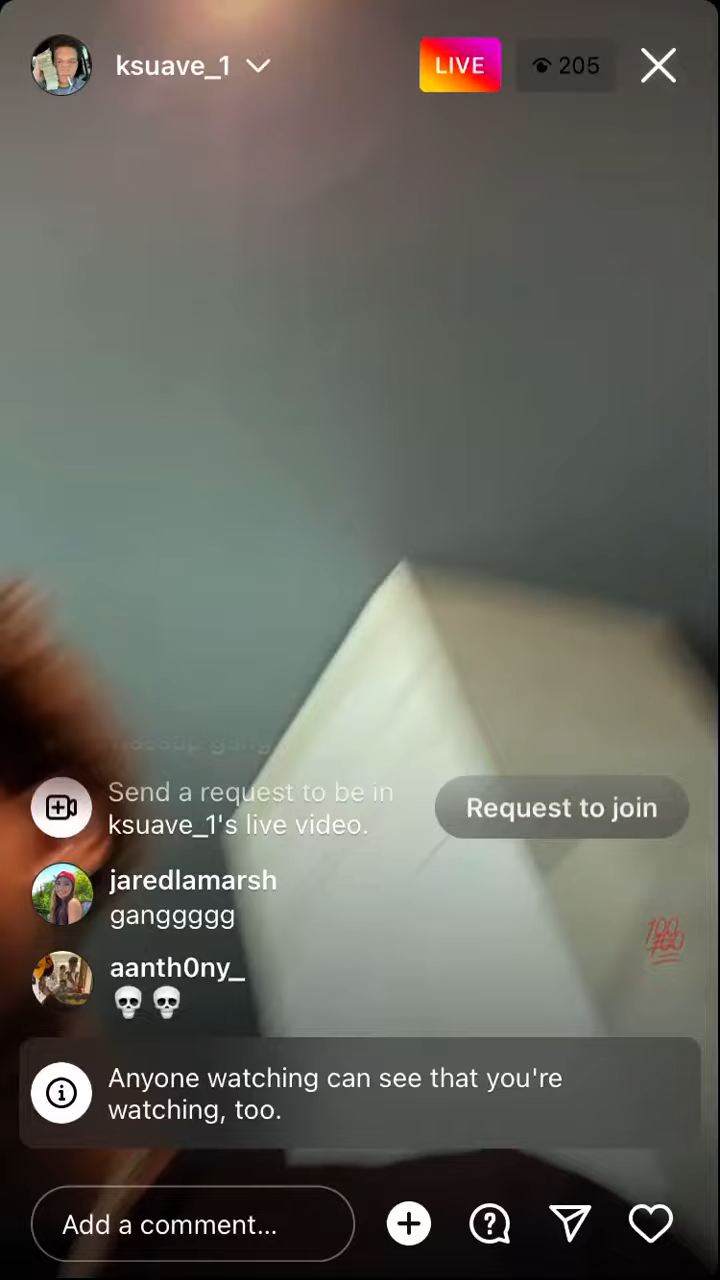 ksuave_1
LIVE
205
Send a request to be in
ksuave_1's live video.
Request to join
jaredlamarsh
ganggggg
aanth0ny_
💀 💀
Anyone watching can see that you're
watching, too.
Add a comment...